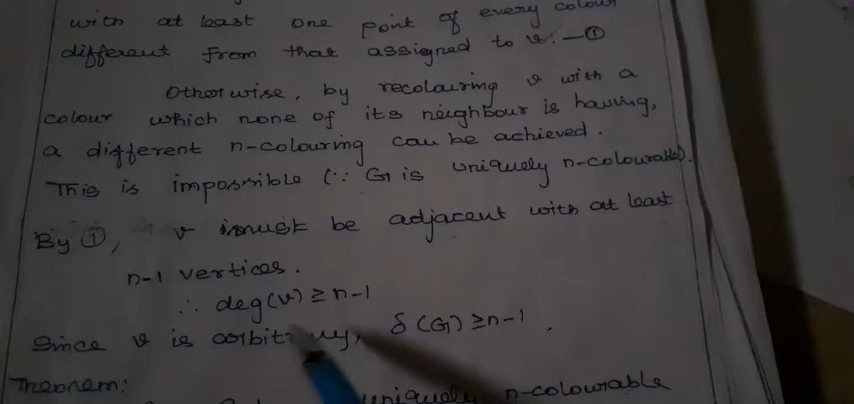 with at least one point of every colour
different from that assigned to v. — ①
Otherwise, by recolouring v with a
colour which none of its neighbour is having,
a different n-colouring can be achieved.
This is impossible (∵ G is uniquely n-colourable).
By ①, v must be adjacent with at least
n-1 vertices.
∴ deg(v) ≥ n-1
Since v is δ(G) ≥ n-1.
Theorem:
uniquely n-colourable